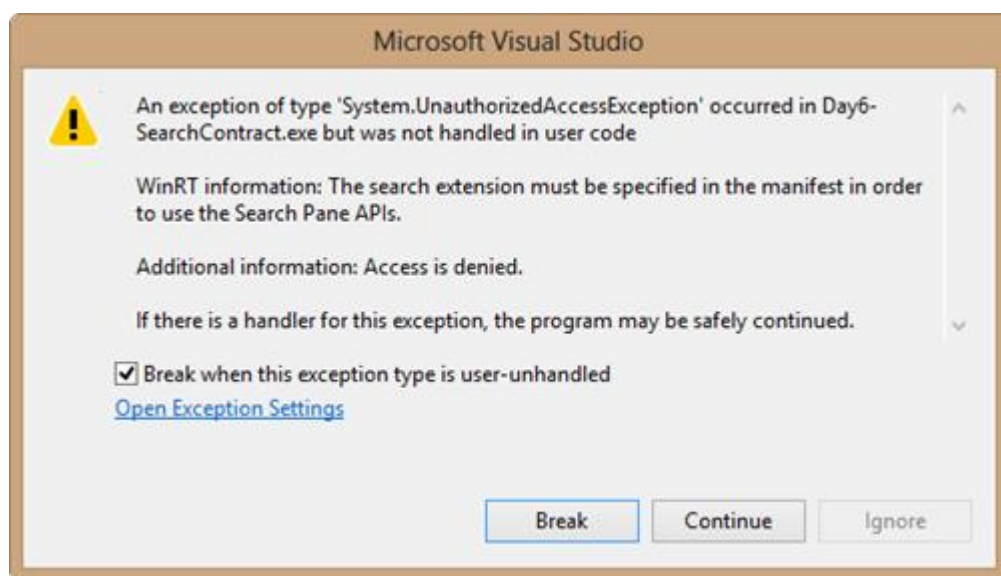 Microsoft Visual Studio
An exception of type 'System.UnauthorizedAccessException' occurred in Day6-
SearchContract.exe but was not handled in user code
WinRT information: The search extension must be specified in the manifest in order
to use the Search Pane APIs.
Additional information: Access is denied.
If there is a handler for this exception, the program may be safely continued.
Break when this exception type is user-unhandled
Open Exception Settings
Break Continue Ignore